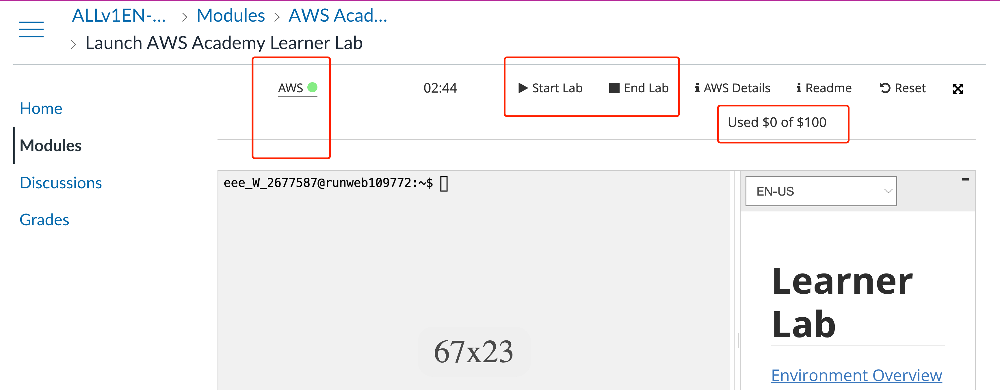 ALLv1EN-... > Modules > AWS Acad...
> Launch AWS Academy Learner Lab
AWS 02:44 Start Lab End Lab AWS Details Readme Reset
Used $0 of $100
Home
Modules
Discussions
Grades
eee_W_2677587@runweb109772:~$
67x23
EN-US
Learner
Lab
Environment Overview